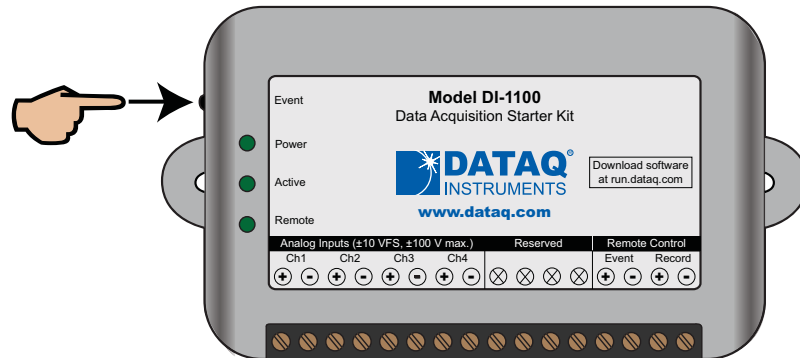 Event
Model DI-1100
Data Acquisition Starter Kit
Power
Active
Remote
DATAQ®
INSTRUMENTS
www.dataq.com
Download software
at run.dataq.com
Analog Inputs (±10 VFS, ±100 V max.) Reserved Remote Control
Ch1 Ch2 Ch3 Ch4 Event Record
+ - + - + - + - + - + -